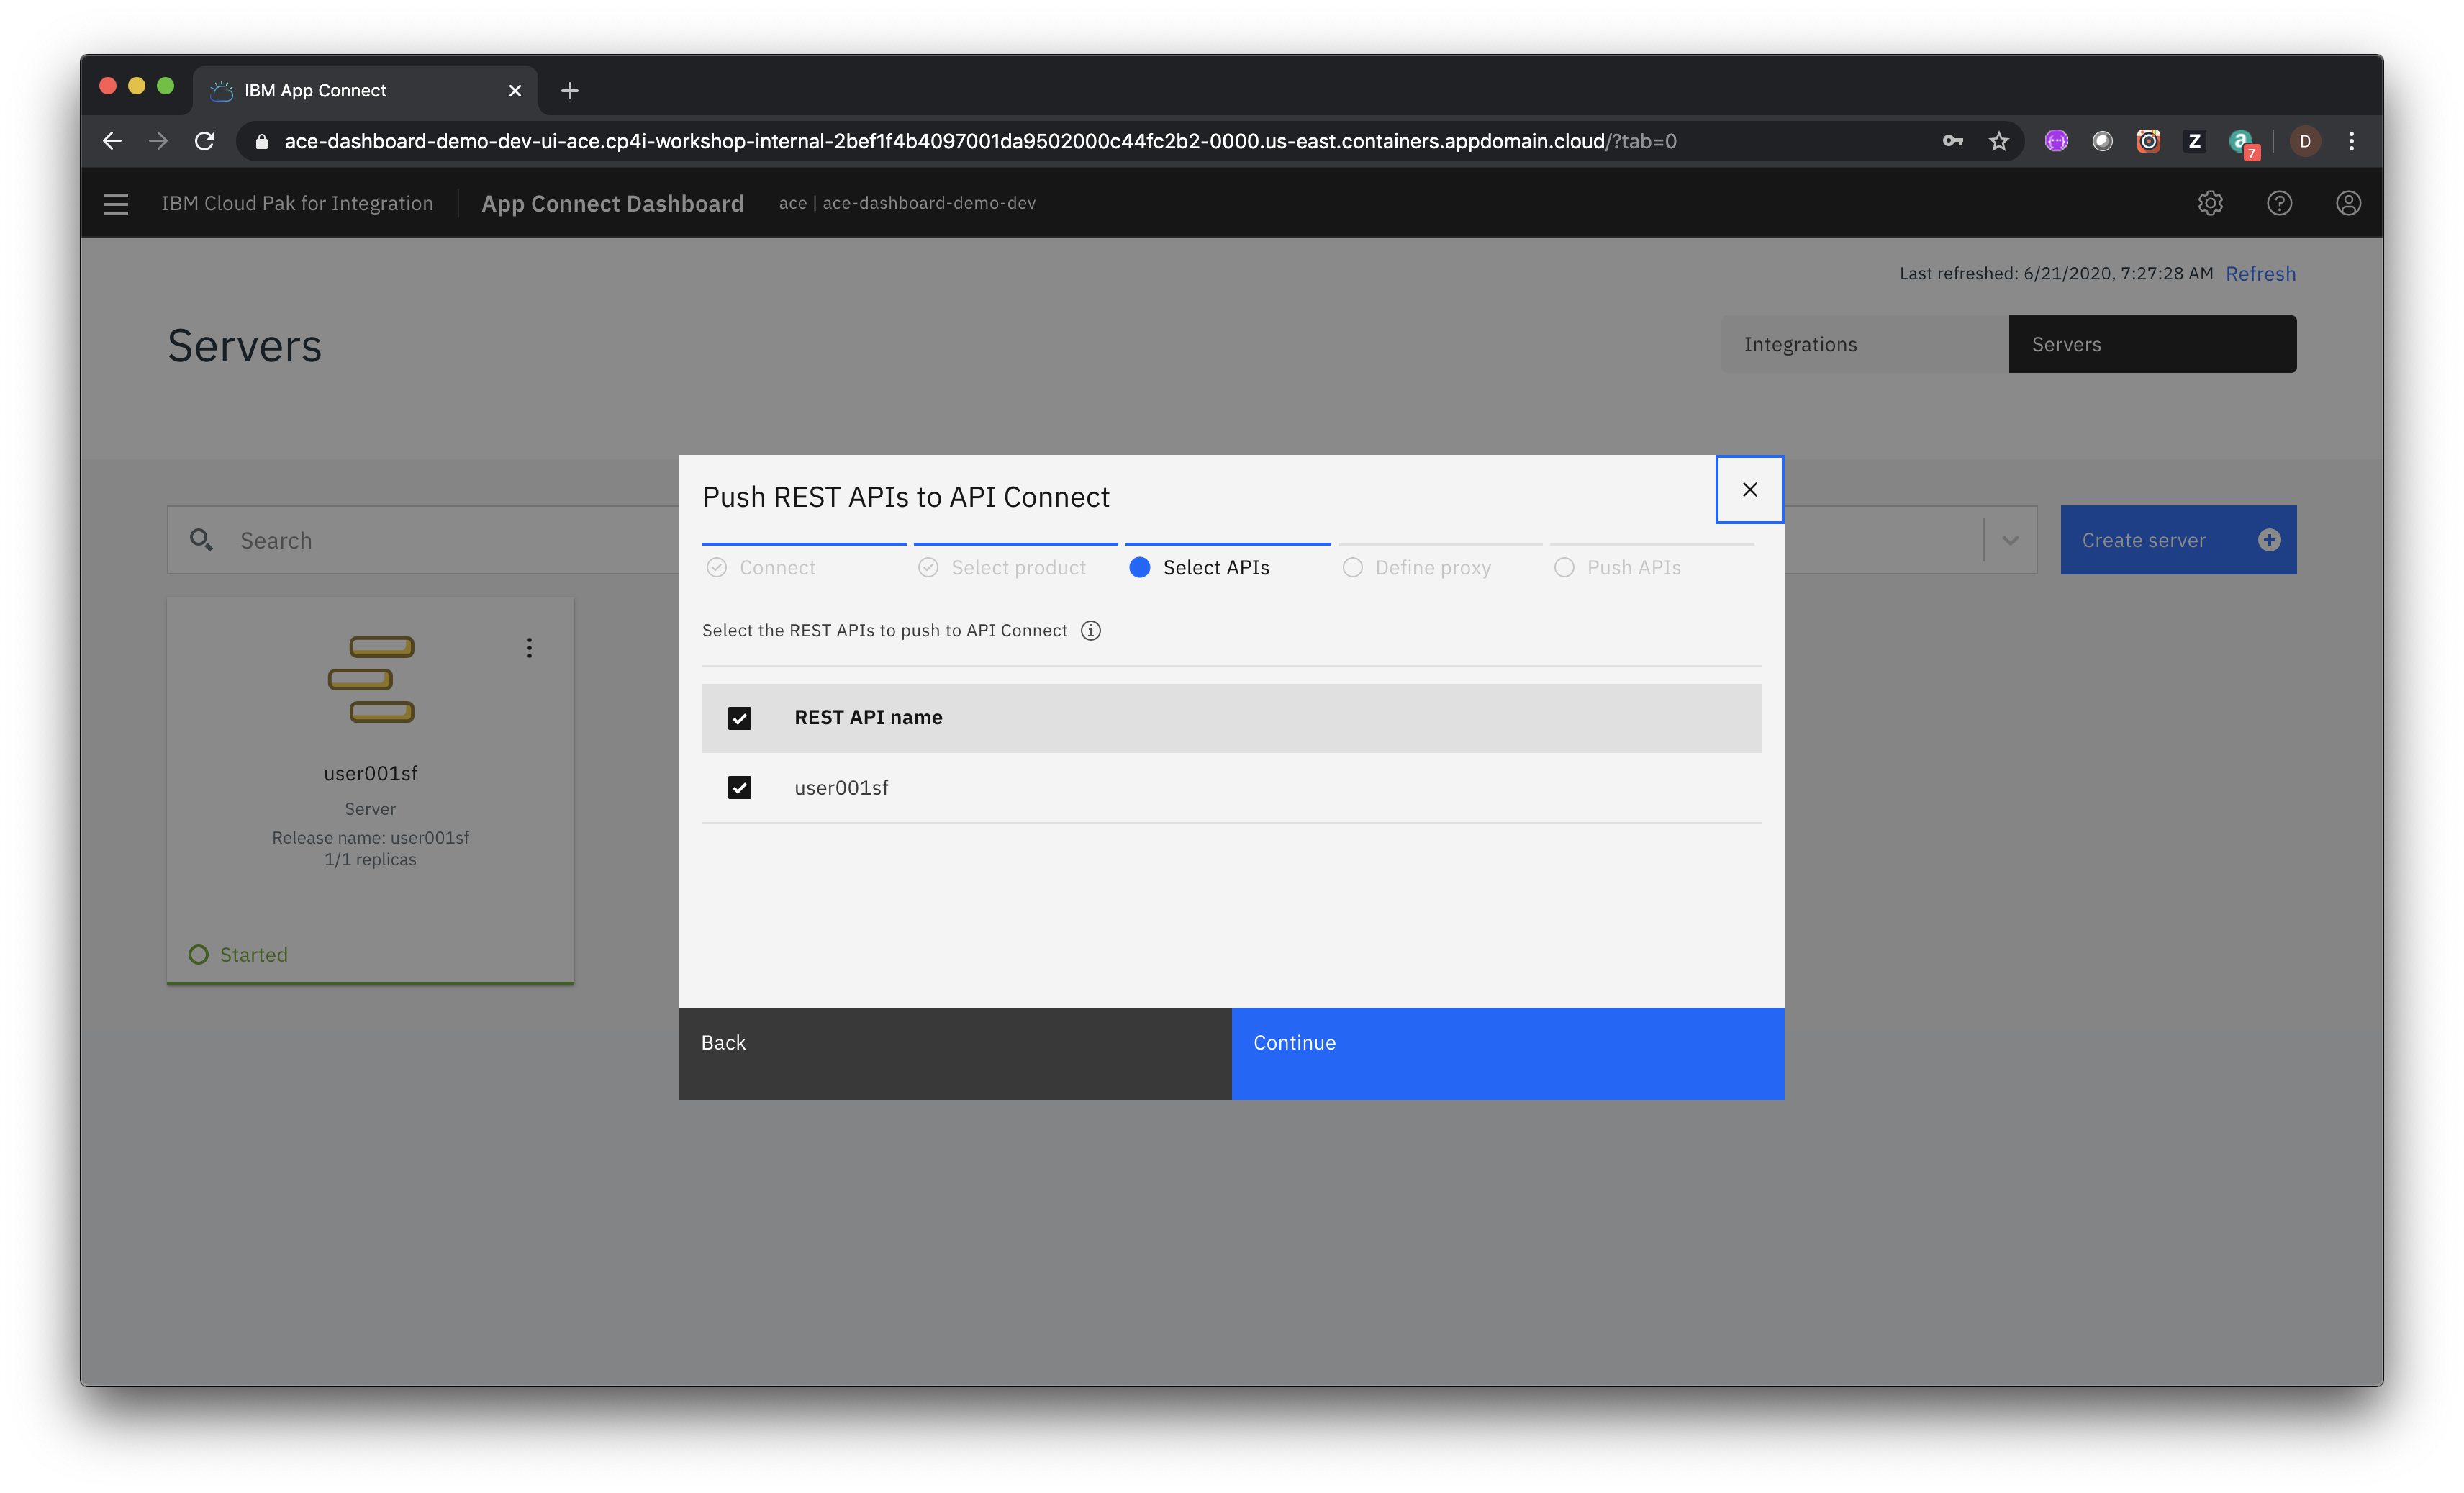 IBM App Connect
ace-dashboard-demo-dev-ui-ace.cp4i-workshop-internal-2bef1f4b4097001da9502000c44fc2b2-0000.us-east.containers.appdomain.cloud/?tab=0
Z
a
7
D
IBM Cloud Pak for Integration
App Connect Dashboard
ace | ace-dashboard-demo-dev
Last refreshed: 6/21/2020, 7:27:28 AM Refresh
Servers
Integrations
Servers
Search
Create server
user001sf
Server
Release name: user001sf
1/1 replicas
Started
Push REST APIs to API Connect
Connect
Select product
Select APIs
Define proxy
Push APIs
Select the REST APIs to push to API Connect
REST API name
user001sf
Back
Continue